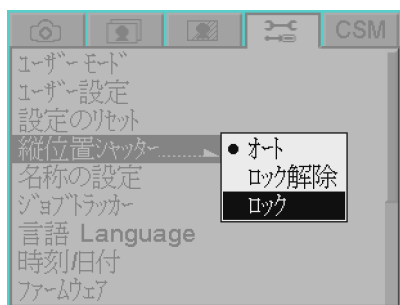 CSM
ユーザーモード
ユーザー設定
設定のリセット
縦位置シャッター
オート
ロック解除
ロック
名称の設定
ジョブトラッカー
言語 Language
時刻/日付
ファームウェア